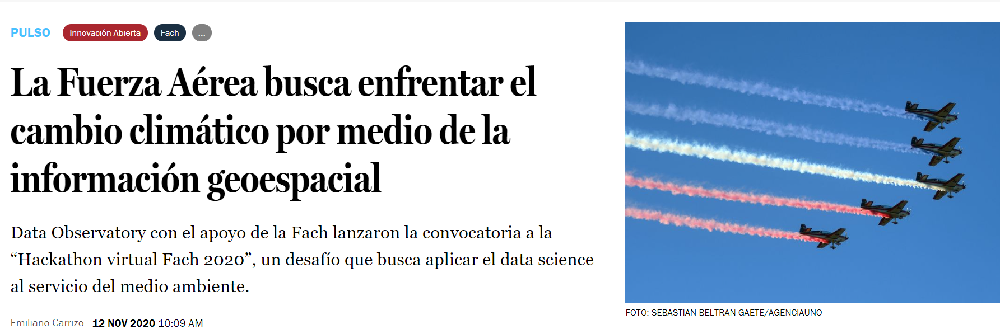 PULSO
Innovación Abierta
Fach
...
La Fuerza Aérea busca enfrentar el
cambio climático por medio de la
información geoespacial
Data Observatory con el apoyo de la Fach lanzaron la convocatoria a la
“Hackathon virtual Fach 2020”, un desafío que busca aplicar el data science
al servicio del medio ambiente.
Emiliano Carrizo 12 NOV 2020 10:09 AM
FOTO: SEBASTIAN BELTRAN GAETE/AGENCIAUNO